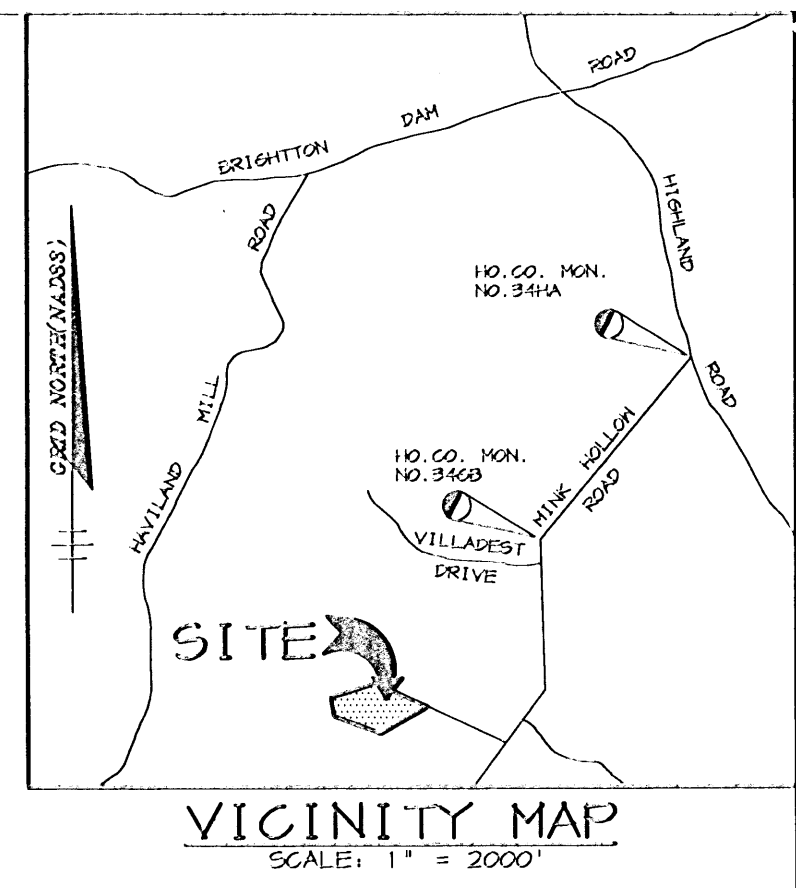 ROAD
DAM
BRIGHTTON
ROAD
HIGHLAND
ROAD
HO.CO. MON.
NO.34HA
GRID NORTH(NAD83)
HAVILAND MILL
HO.CO. MON.
NO.34GB
MINK HOLLOW
ROAD
VILLADEST
DRIVE
SITE
VICINITY MAP
SCALE: 1" = 2000'